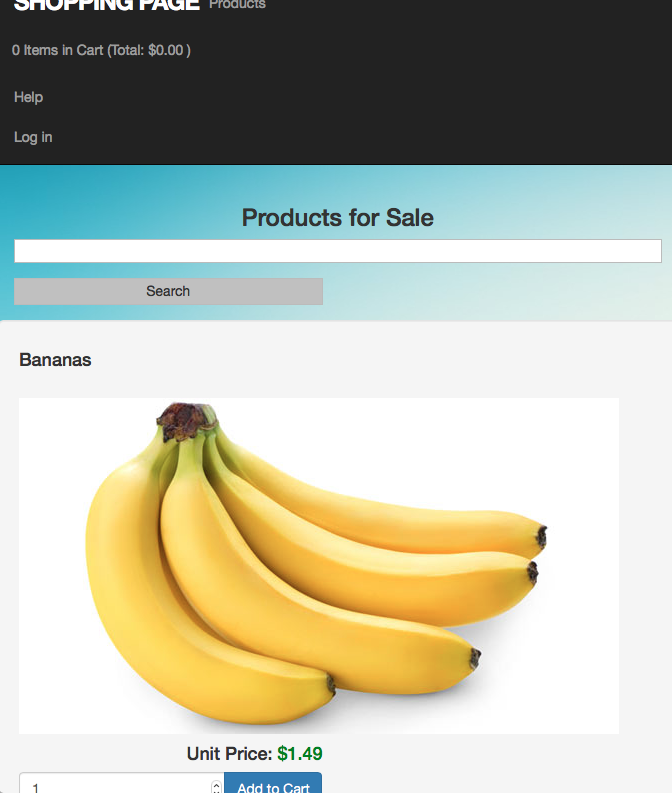 SHOPPING PAGE Products
0 Items in Cart (Total: $0.00 )
Help
Log in
Products for Sale
Search
Bananas
Unit Price: $1.49
1 Add to Cart